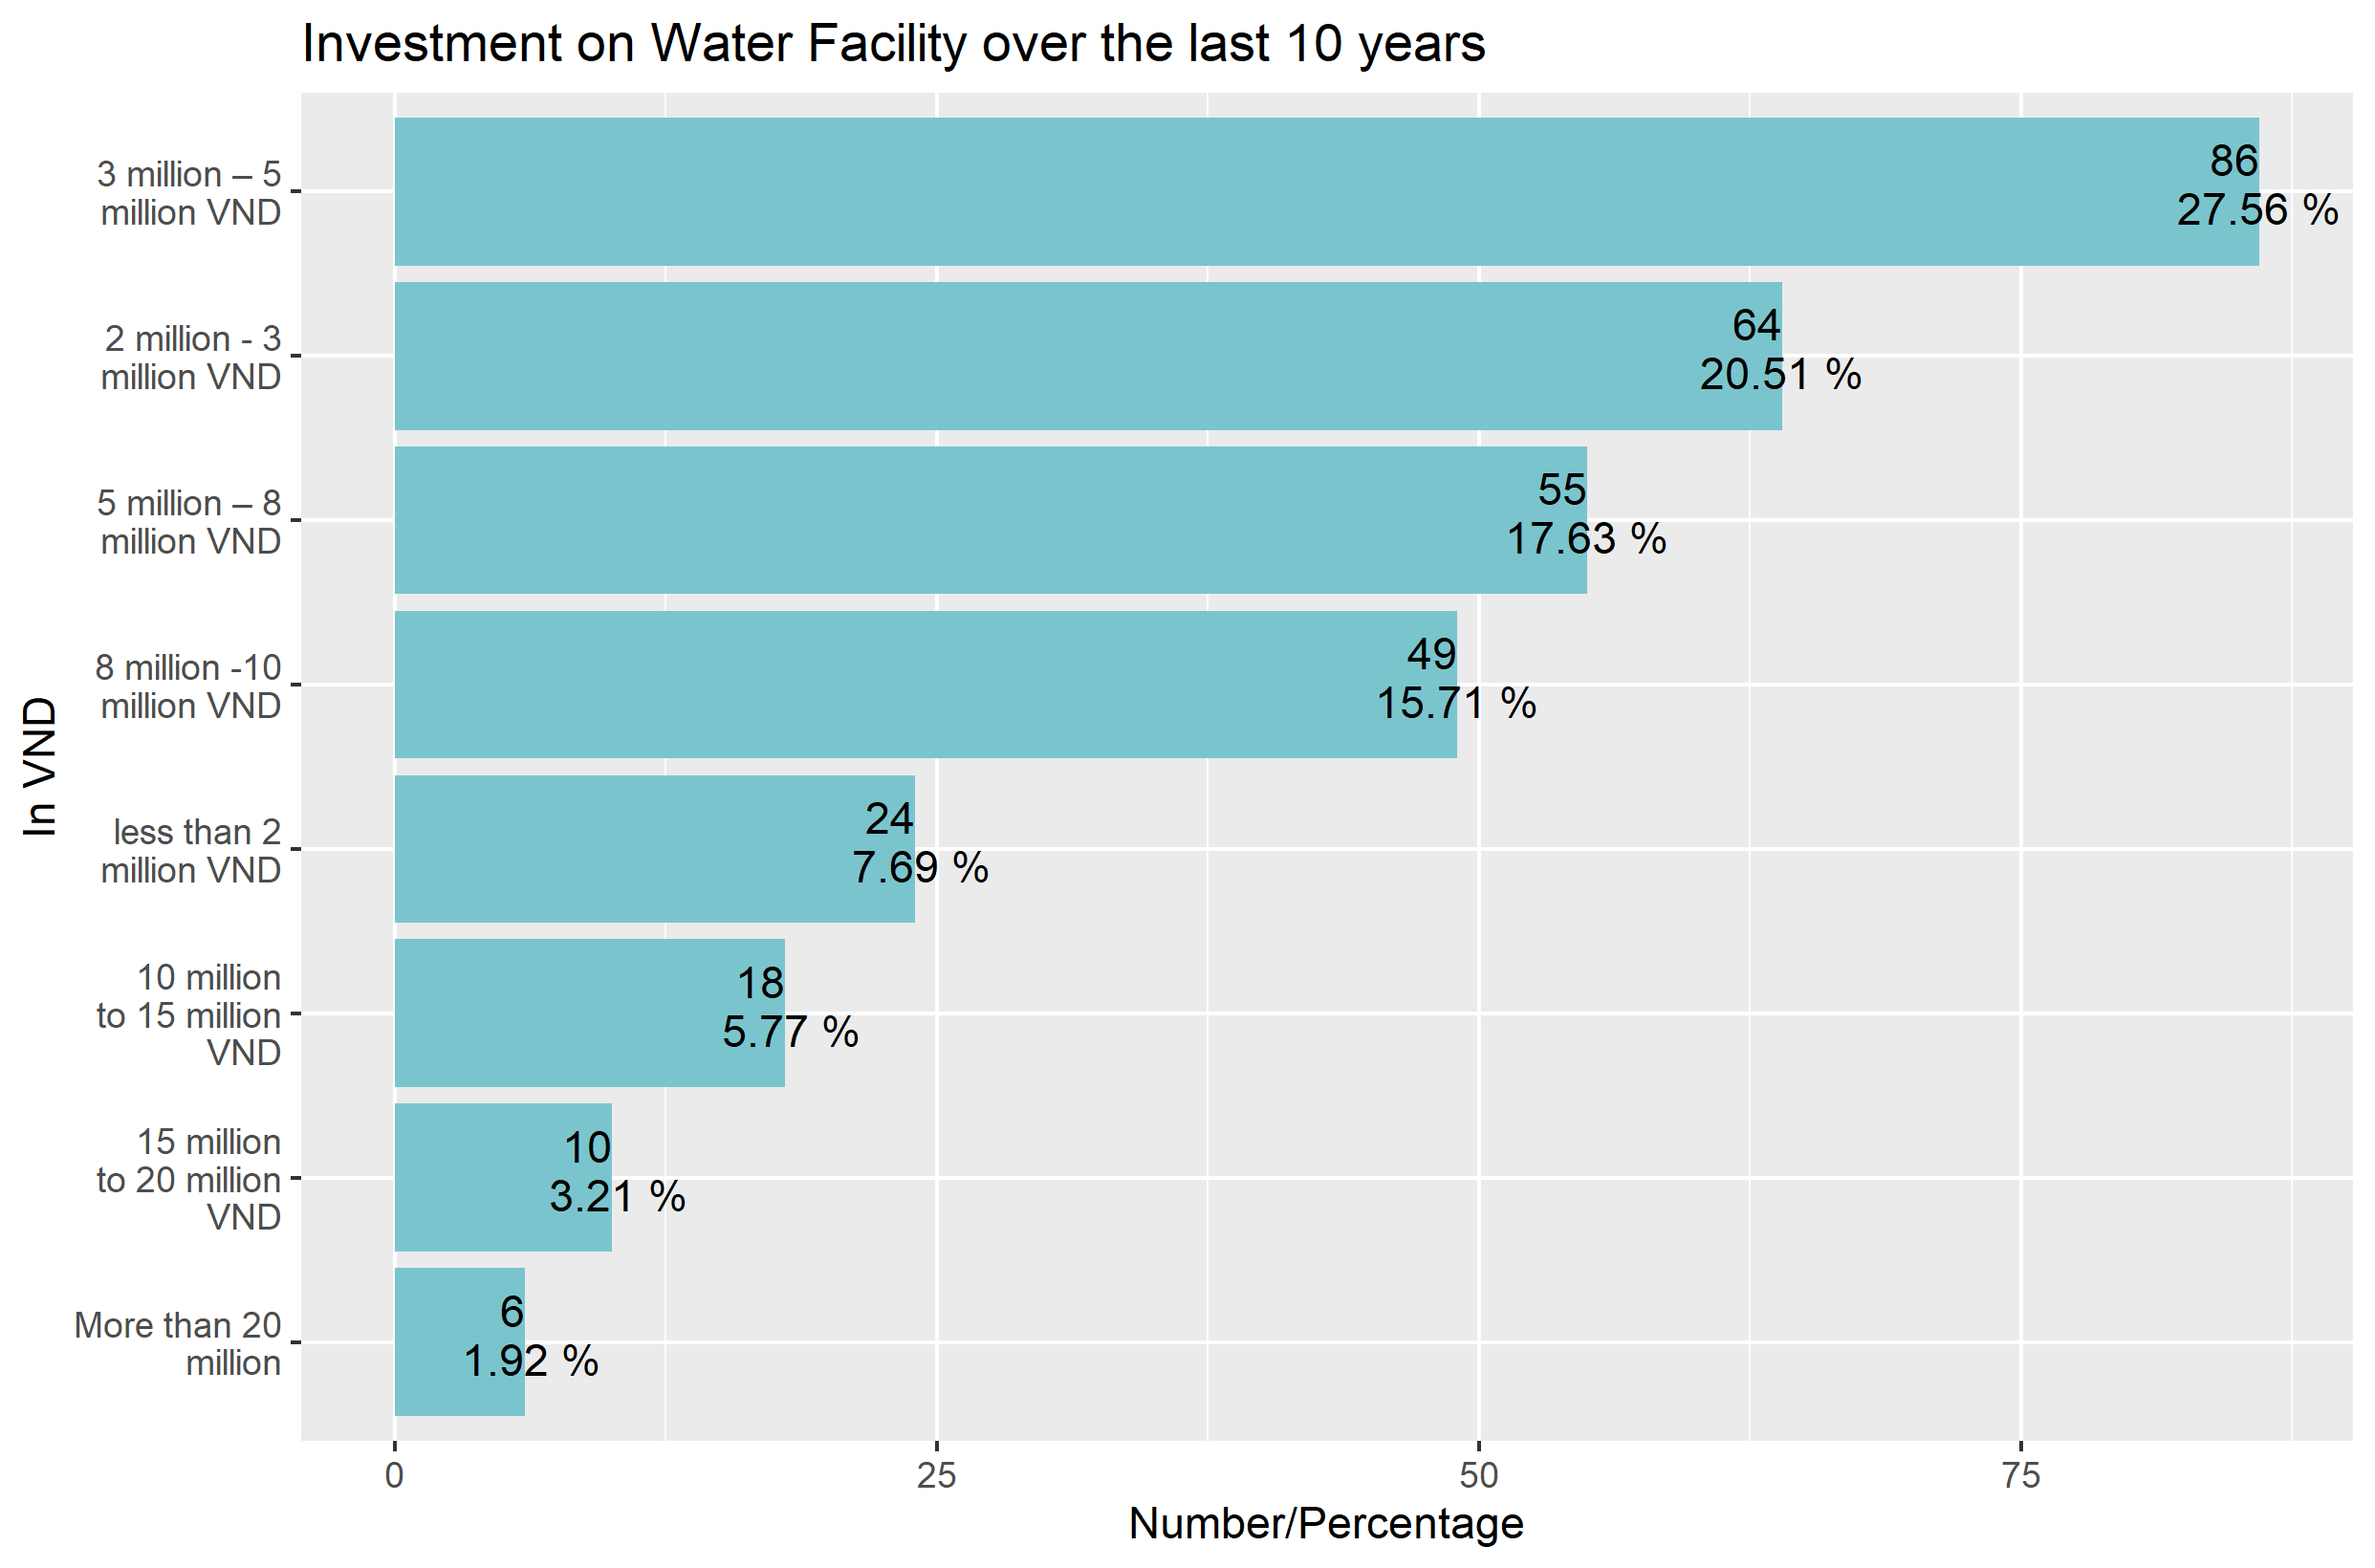 Investment on Water Facility over the last 10 years
3 million – 5
million VND
86
27.56 %
2 million - 3
million VND
64
20.51 %
5 million – 8
million VND
55
17.63 %
8 million -10
million VND
49
15.71 %
less than 2
million VND
24
7.69 %
10 million
to 15 million
VND
18
5.77 %
15 million
to 20 million
VND
10
3.21 %
More than 20
million
6
1.92 %
In VND
0
25
50
75
Number/Percentage